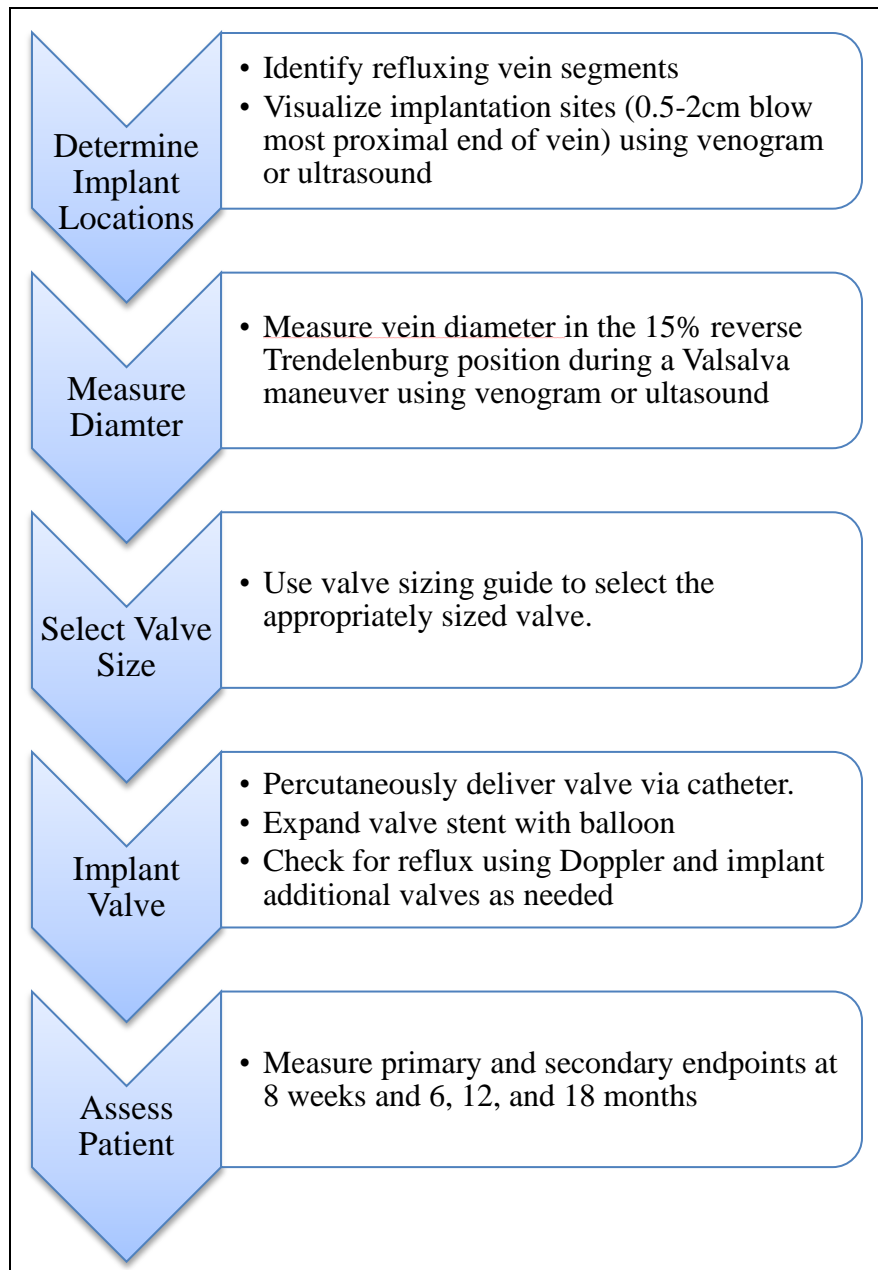 Determine
Implant
Locations
• Identify refluxing vein segments
• Visualize implantation sites (0.5-2cm blow
most proximal end of vein) using venogram
or ultrasound
Measure
Diamter
• Measure vein diameter in the 15% reverse
Trendelenburg position during a Valsalva
maneuver using venogram or ultasound
Select Valve
Size
• Use valve sizing guide to select the
appropriately sized valve.
Implant
Valve
• Percutaneously deliver valve via catheter.
• Expand valve stent with balloon
• Check for reflux using Doppler and implant
additional valves as needed
Assess
Patient
• Measure primary and secondary endpoints at
8 weeks and 6, 12, and 18 months